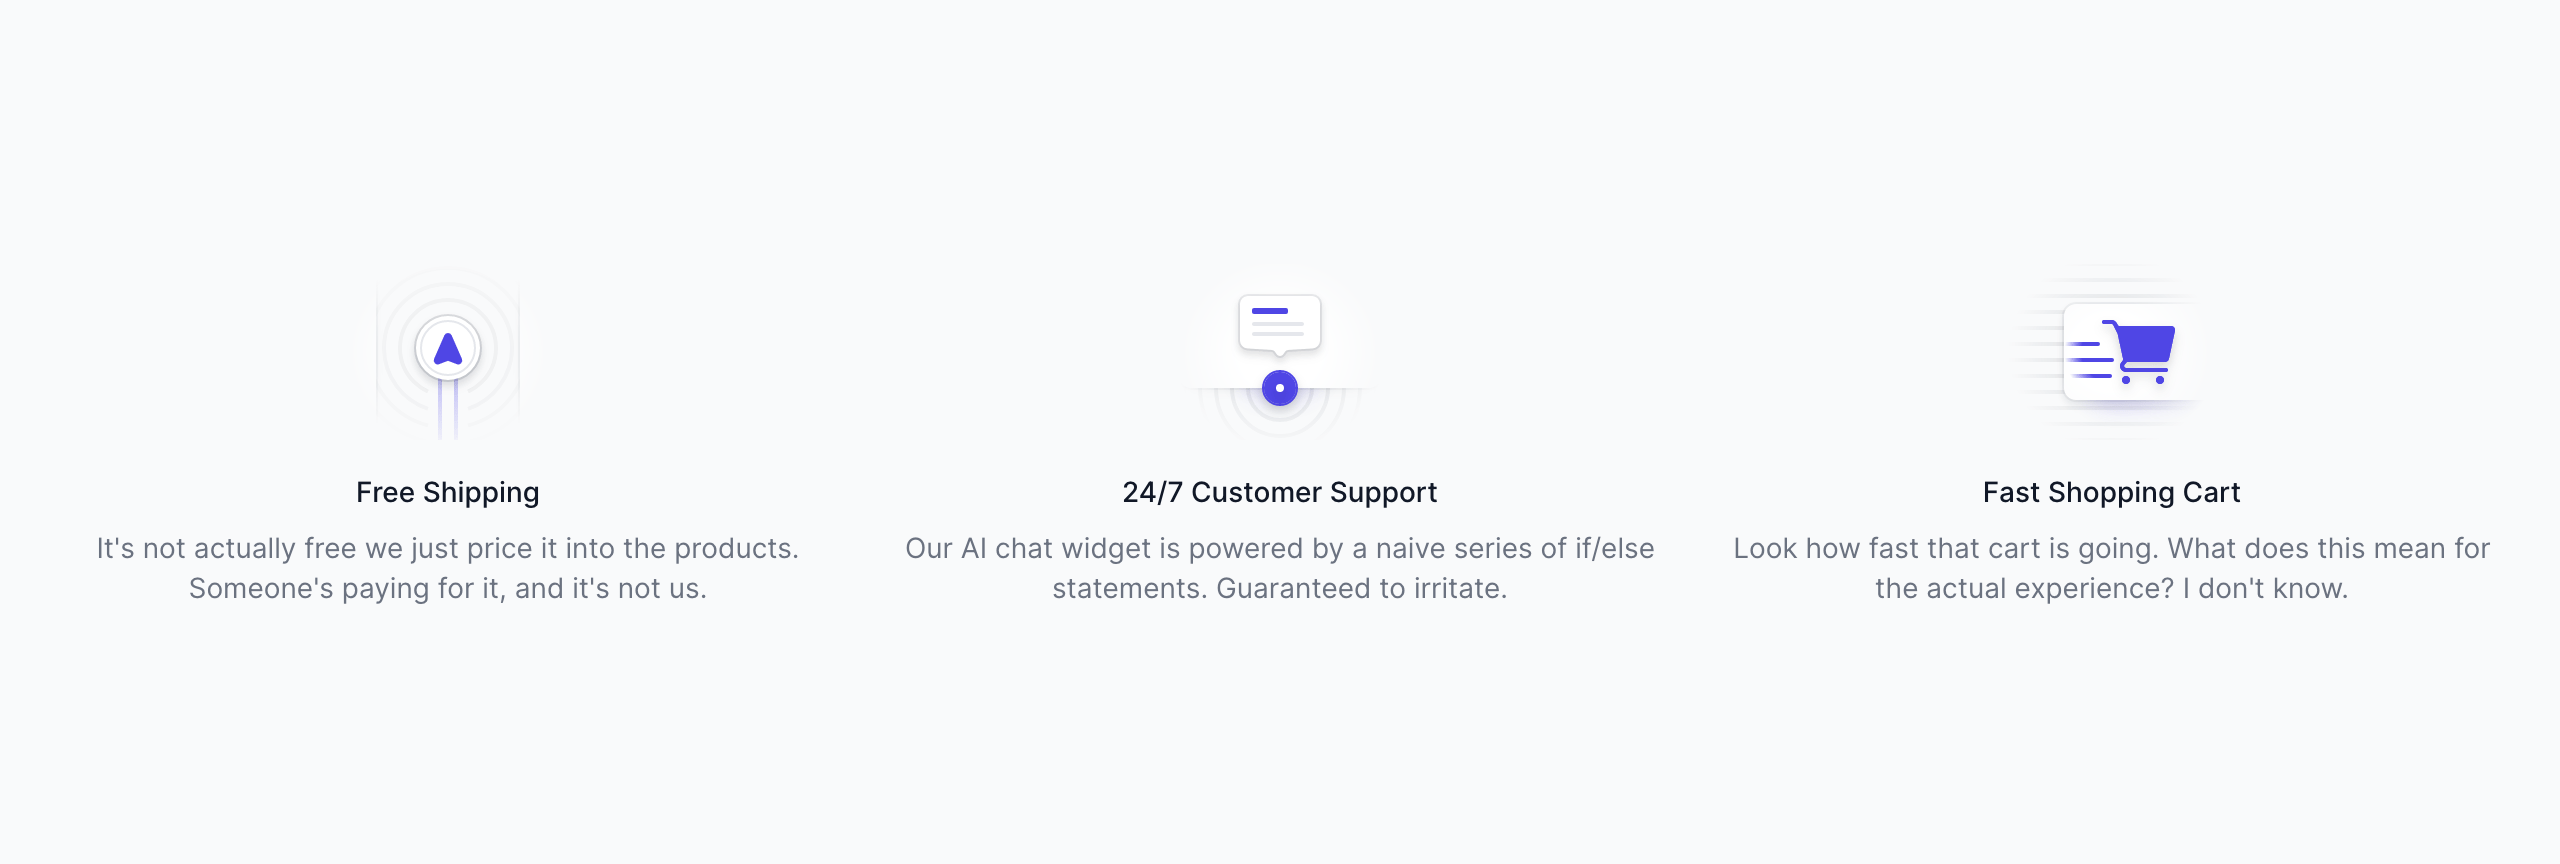 Free Shipping
It's not actually free we just price it into the products.
Someone's paying for it, and it's not us.
24/7 Customer Support
Our AI chat widget is powered by a naive series of if/else
statements. Guaranteed to irritate.
Fast Shopping Cart
Look how fast that cart is going. What does this mean for
the actual experience? I don't know.